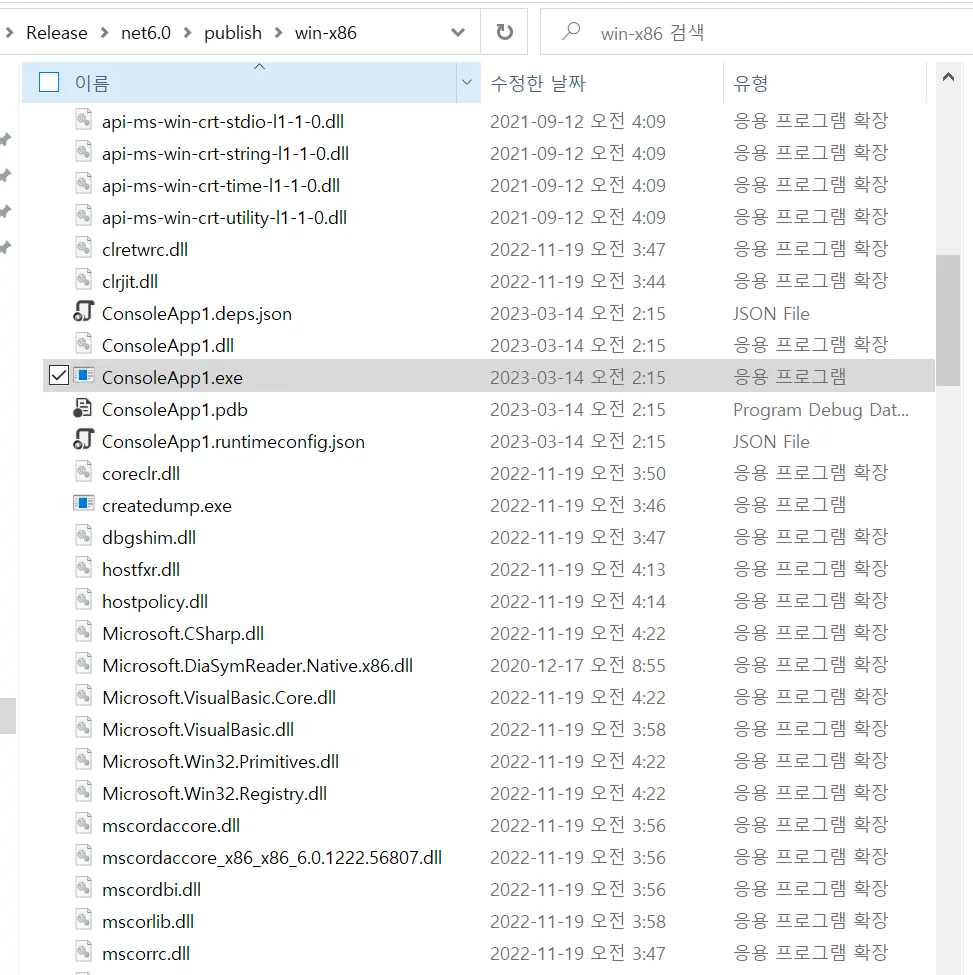 Release > net6.0 > publish > win-x86 win-x86 검색
이름 수정한 날짜 유형
api-ms-win-crt-stdio-l1-1-0.dll 2021-09-12 오전 4:09 응용 프로그램 확장
api-ms-win-crt-string-l1-1-0.dll 2021-09-12 오전 4:09 응용 프로그램 확장
api-ms-win-crt-time-l1-1-0.dll 2021-09-12 오전 4:09 응용 프로그램 확장
api-ms-win-crt-utility-l1-1-0.dll 2021-09-12 오전 4:09 응용 프로그램 확장
clretwrc.dll 2022-11-19 오전 3:47 응용 프로그램 확장
clrjit.dll 2022-11-19 오전 3:44 응용 프로그램 확장
ConsoleApp1.deps.json 2023-03-14 오전 2:15 JSON File
ConsoleApp1.dll 2023-03-14 오전 2:15 응용 프로그램 확장
ConsoleApp1.exe 2023-03-14 오전 2:15 응용 프로그램
ConsoleApp1.pdb 2023-03-14 오전 2:15 Program Debug Dat...
ConsoleApp1.runtimeconfig.json 2023-03-14 오전 2:15 JSON File
coreclr.dll 2022-11-19 오전 3:50 응용 프로그램 확장
createdump.exe 2022-11-19 오전 3:46 응용 프로그램
dbgshim.dll 2022-11-19 오전 3:47 응용 프로그램 확장
hostfxr.dll 2022-11-19 오전 4:13 응용 프로그램 확장
hostpolicy.dll 2022-11-19 오전 4:14 응용 프로그램 확장
Microsoft.CSharp.dll 2022-11-19 오전 4:22 응용 프로그램 확장
Microsoft.DiaSymReader.Native.x86.dll 2020-12-17 오전 8:55 응용 프로그램 확장
Microsoft.VisualBasic.Core.dll 2022-11-19 오전 4:22 응용 프로그램 확장
Microsoft.VisualBasic.dll 2022-11-19 오전 3:58 응용 프로그램 확장
Microsoft.Win32.Primitives.dll 2022-11-19 오전 4:22 응용 프로그램 확장
Microsoft.Win32.Registry.dll 2022-11-19 오전 4:22 응용 프로그램 확장
mscordaccore.dll 2022-11-19 오전 3:56 응용 프로그램 확장
mscordaccore_x86_x86_6.0.1222.56807.dll 2022-11-19 오전 3:56 응용 프로그램 확장
mscordbi.dll 2022-11-19 오전 3:56 응용 프로그램 확장
mscorlib.dll 2022-11-19 오전 3:58 응용 프로그램 확장
mscorrc.dll 2022-11-19 오전 3:47 응용 프로그램 확장